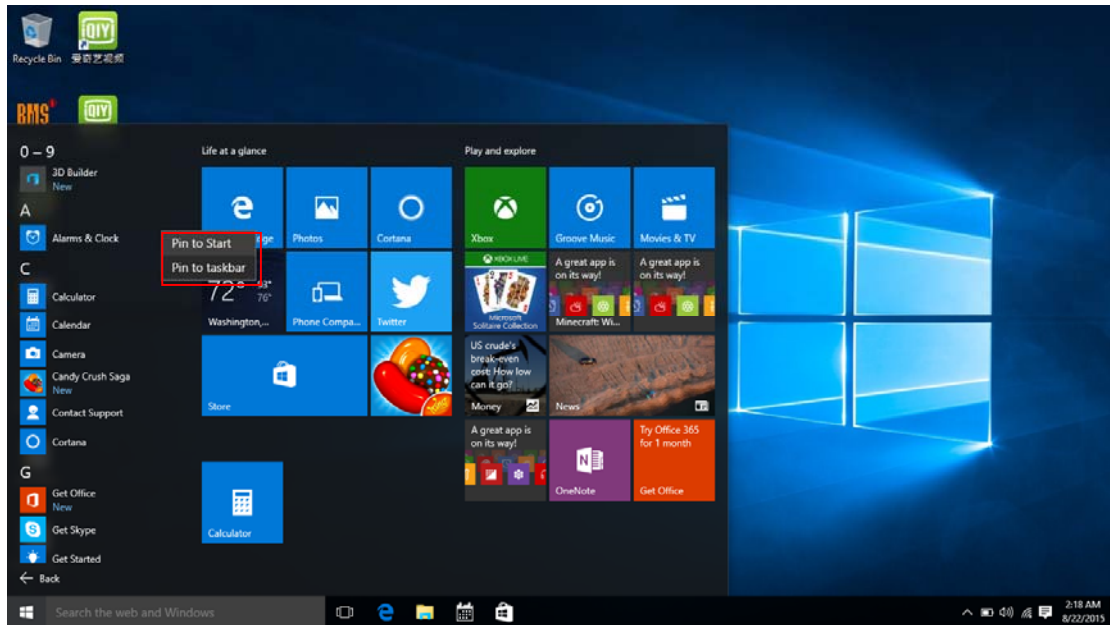 Recycle Bin
爱奇艺视频
QIYI
BMS
QIYI
0 – 9
3D Builder
New
A
Alarms & Clock
C
Calculator
Calendar
Camera
Candy Crush Saga
New
Contact Support
Cortana
G
Get Office
New
Get Skype
Get Started
Back
Pin to Start
Pin to taskbar
Life at a glance
ge
Photos
Cortana
72°
93°
76°
Washington,...
Phone Compa...
Twitter
Store
Calculator
Play and explore
Xbox
Groove Music
Movies & TV
XBOX LIVE
Microsoft
Solitaire Collection
A great app is
on its way!
Minecraft: Wi...
A great app is
on its way!
US crude's
break-even
cost: How low
can it go?
Money
News
A great app is
on its way!
OneNote
Try Office 365
for 1 month
Get Office
Search the web and Windows
2:18 AM
8/22/2015